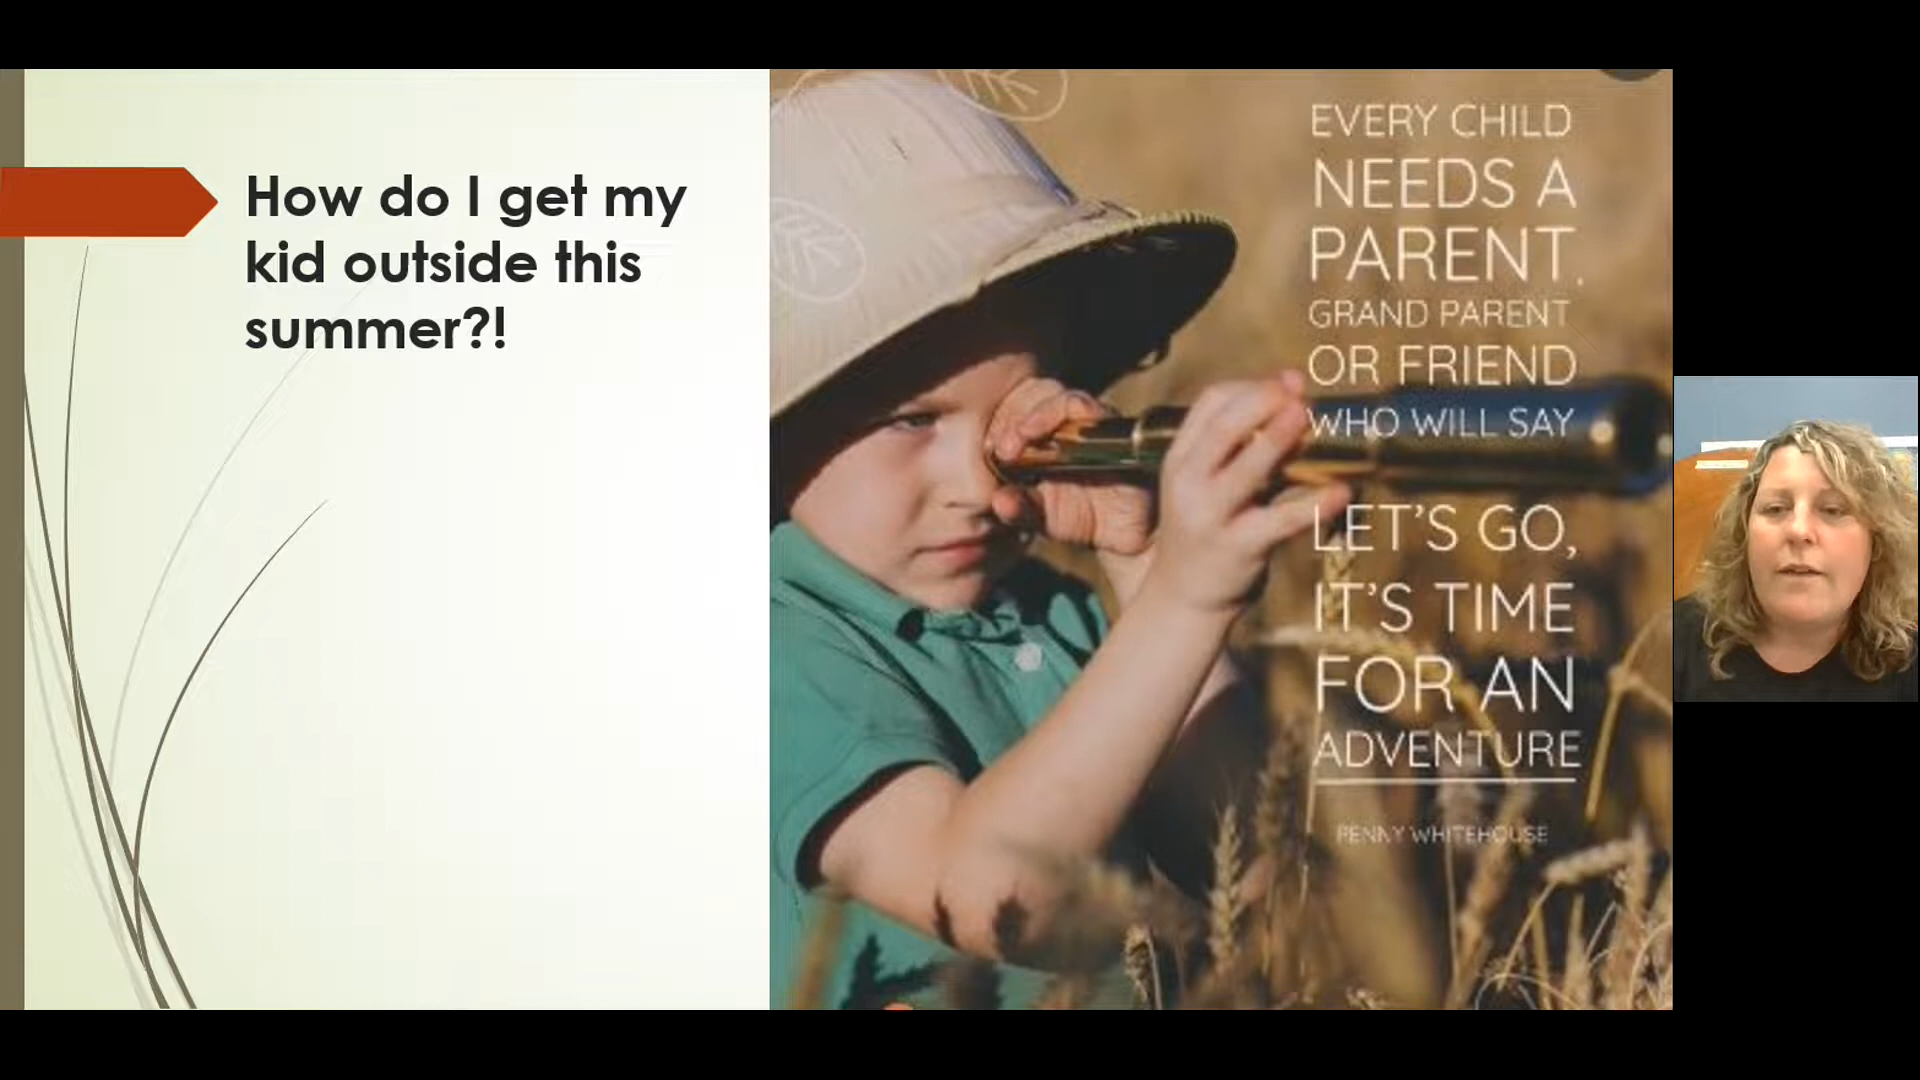 How do I get my
kid outside this
summer?!
EVERY CHILD
NEEDS A
PARENT,
GRAND PARENT
OR FRIEND
WHO WILL SAY
LET'S GO,
IT'S TIME
FOR AN
ADVENTURE
PENNY WHITEHOUSE